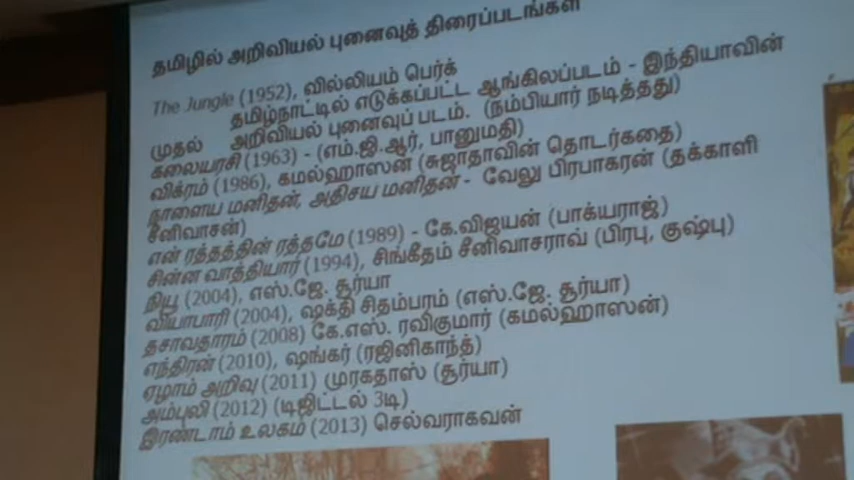 தமிழில் அறிவியல் புனைவுத் திரைப்படங்கள்
The Jungle (1952), வில்லியம் பெர்க்
தமிழ்நாட்டில் எடுக்கப்பட்ட ஆங்கிலப்படம் - இந்தியாவின்
முதல் அறிவியல் புனைவுப் படம். (நம்பியார் நடித்தது)
கலையரசி (1963) - (எம்.ஜி.ஆர், பானுமதி)
விக்ரம் (1986), கமல்ஹாஸன் (சுஜாதாவின் தொடர்கதை)
நாளைய மனிதன், அதிசய மனிதன் - வேலு பிரபாகரன் (தக்காளி
சீனிவாசன்)
என் ரத்தத்தின் ரத்தமே (1989) - கே.விஜயன் (பாக்யராஜ்)
சின்ன வாத்தியார் (1994), சிங்கீதம் சீனிவாசராவ் (பிரபு, குஷ்பு)
நியூ (2004), எஸ்.ஜே. சூர்யா
வியாபாரி (2004), ஷக்தி சிதம்பரம் (எஸ்.ஜே. சூர்யா)
தசாவதாரம் (2008) கே.எஸ். ரவிகுமார் (கமல்ஹாஸன்)
எந்திரன் (2010), ஷங்கர் (ரஜினிகாந்த்)
ஏழாம் அறிவு (2011) முருகதாஸ் (சூர்யா)
அம்புலி (2012) (டிஜிட்டல் 3டி)
இரண்டாம் உலகம் (2013) செல்வராகவன்